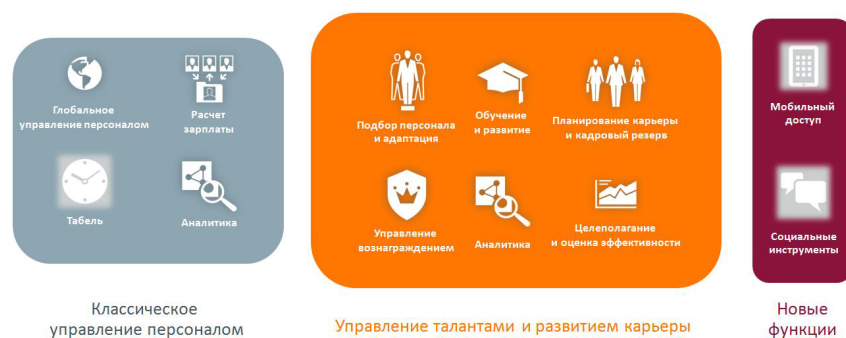 Глобальное
управление персоналом
Расчет
зарплаты
Табель
Аналитика
Классическое
управление персоналом
Подбор персонала
и адаптация
Обучение
и развитие
Планирование карьеры
и кадровый резерв
Управление
вознаграждением
Аналитика
Целеполагание
и оценка эффективности
Управление талантами и развитием карьеры
Мобильный
доступ
Социальные
инструменты
Новые
функции